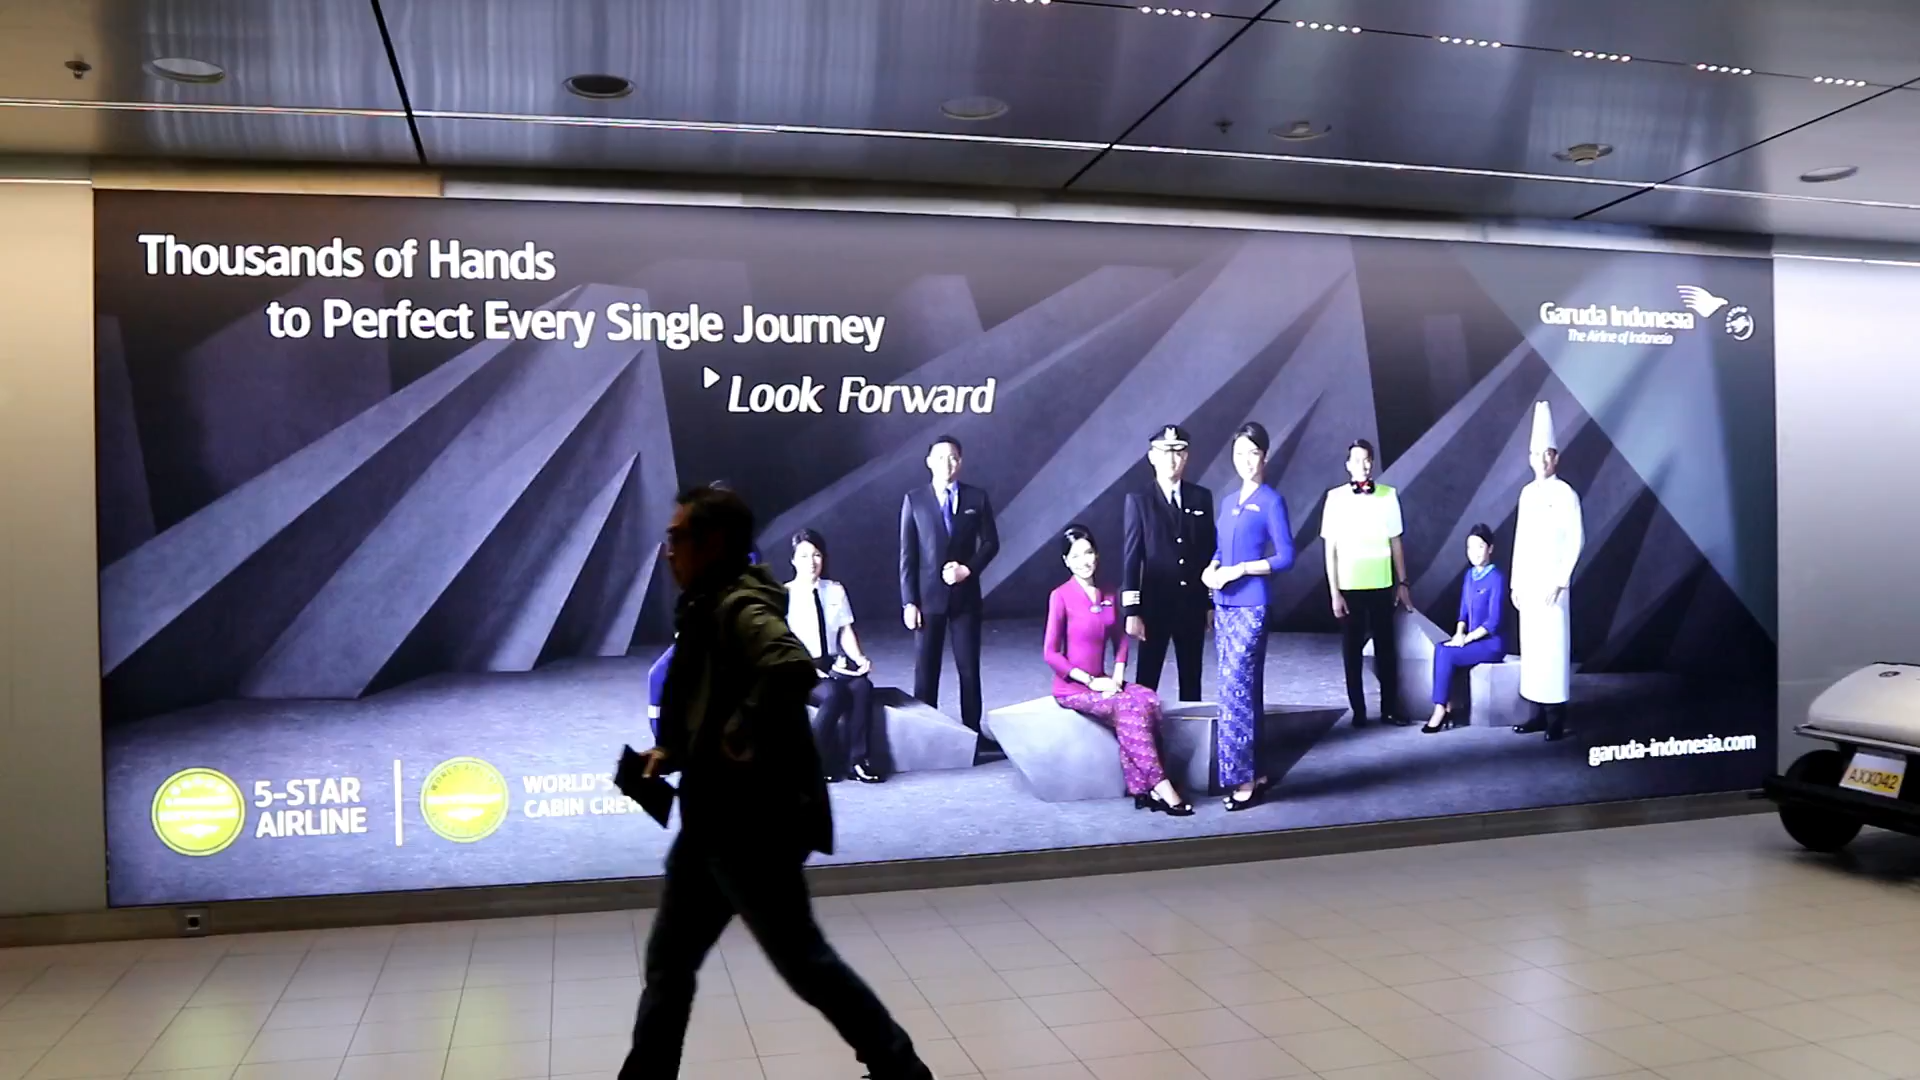 Thousands of Hands
to Perfect Every Single Journey
Look Forward
Garuda Indonesia
The Airline of Indonesia
garuda-indonesia.com
5-STAR
AIRLINE
WORLD'S
CABIN CREW
AXX042